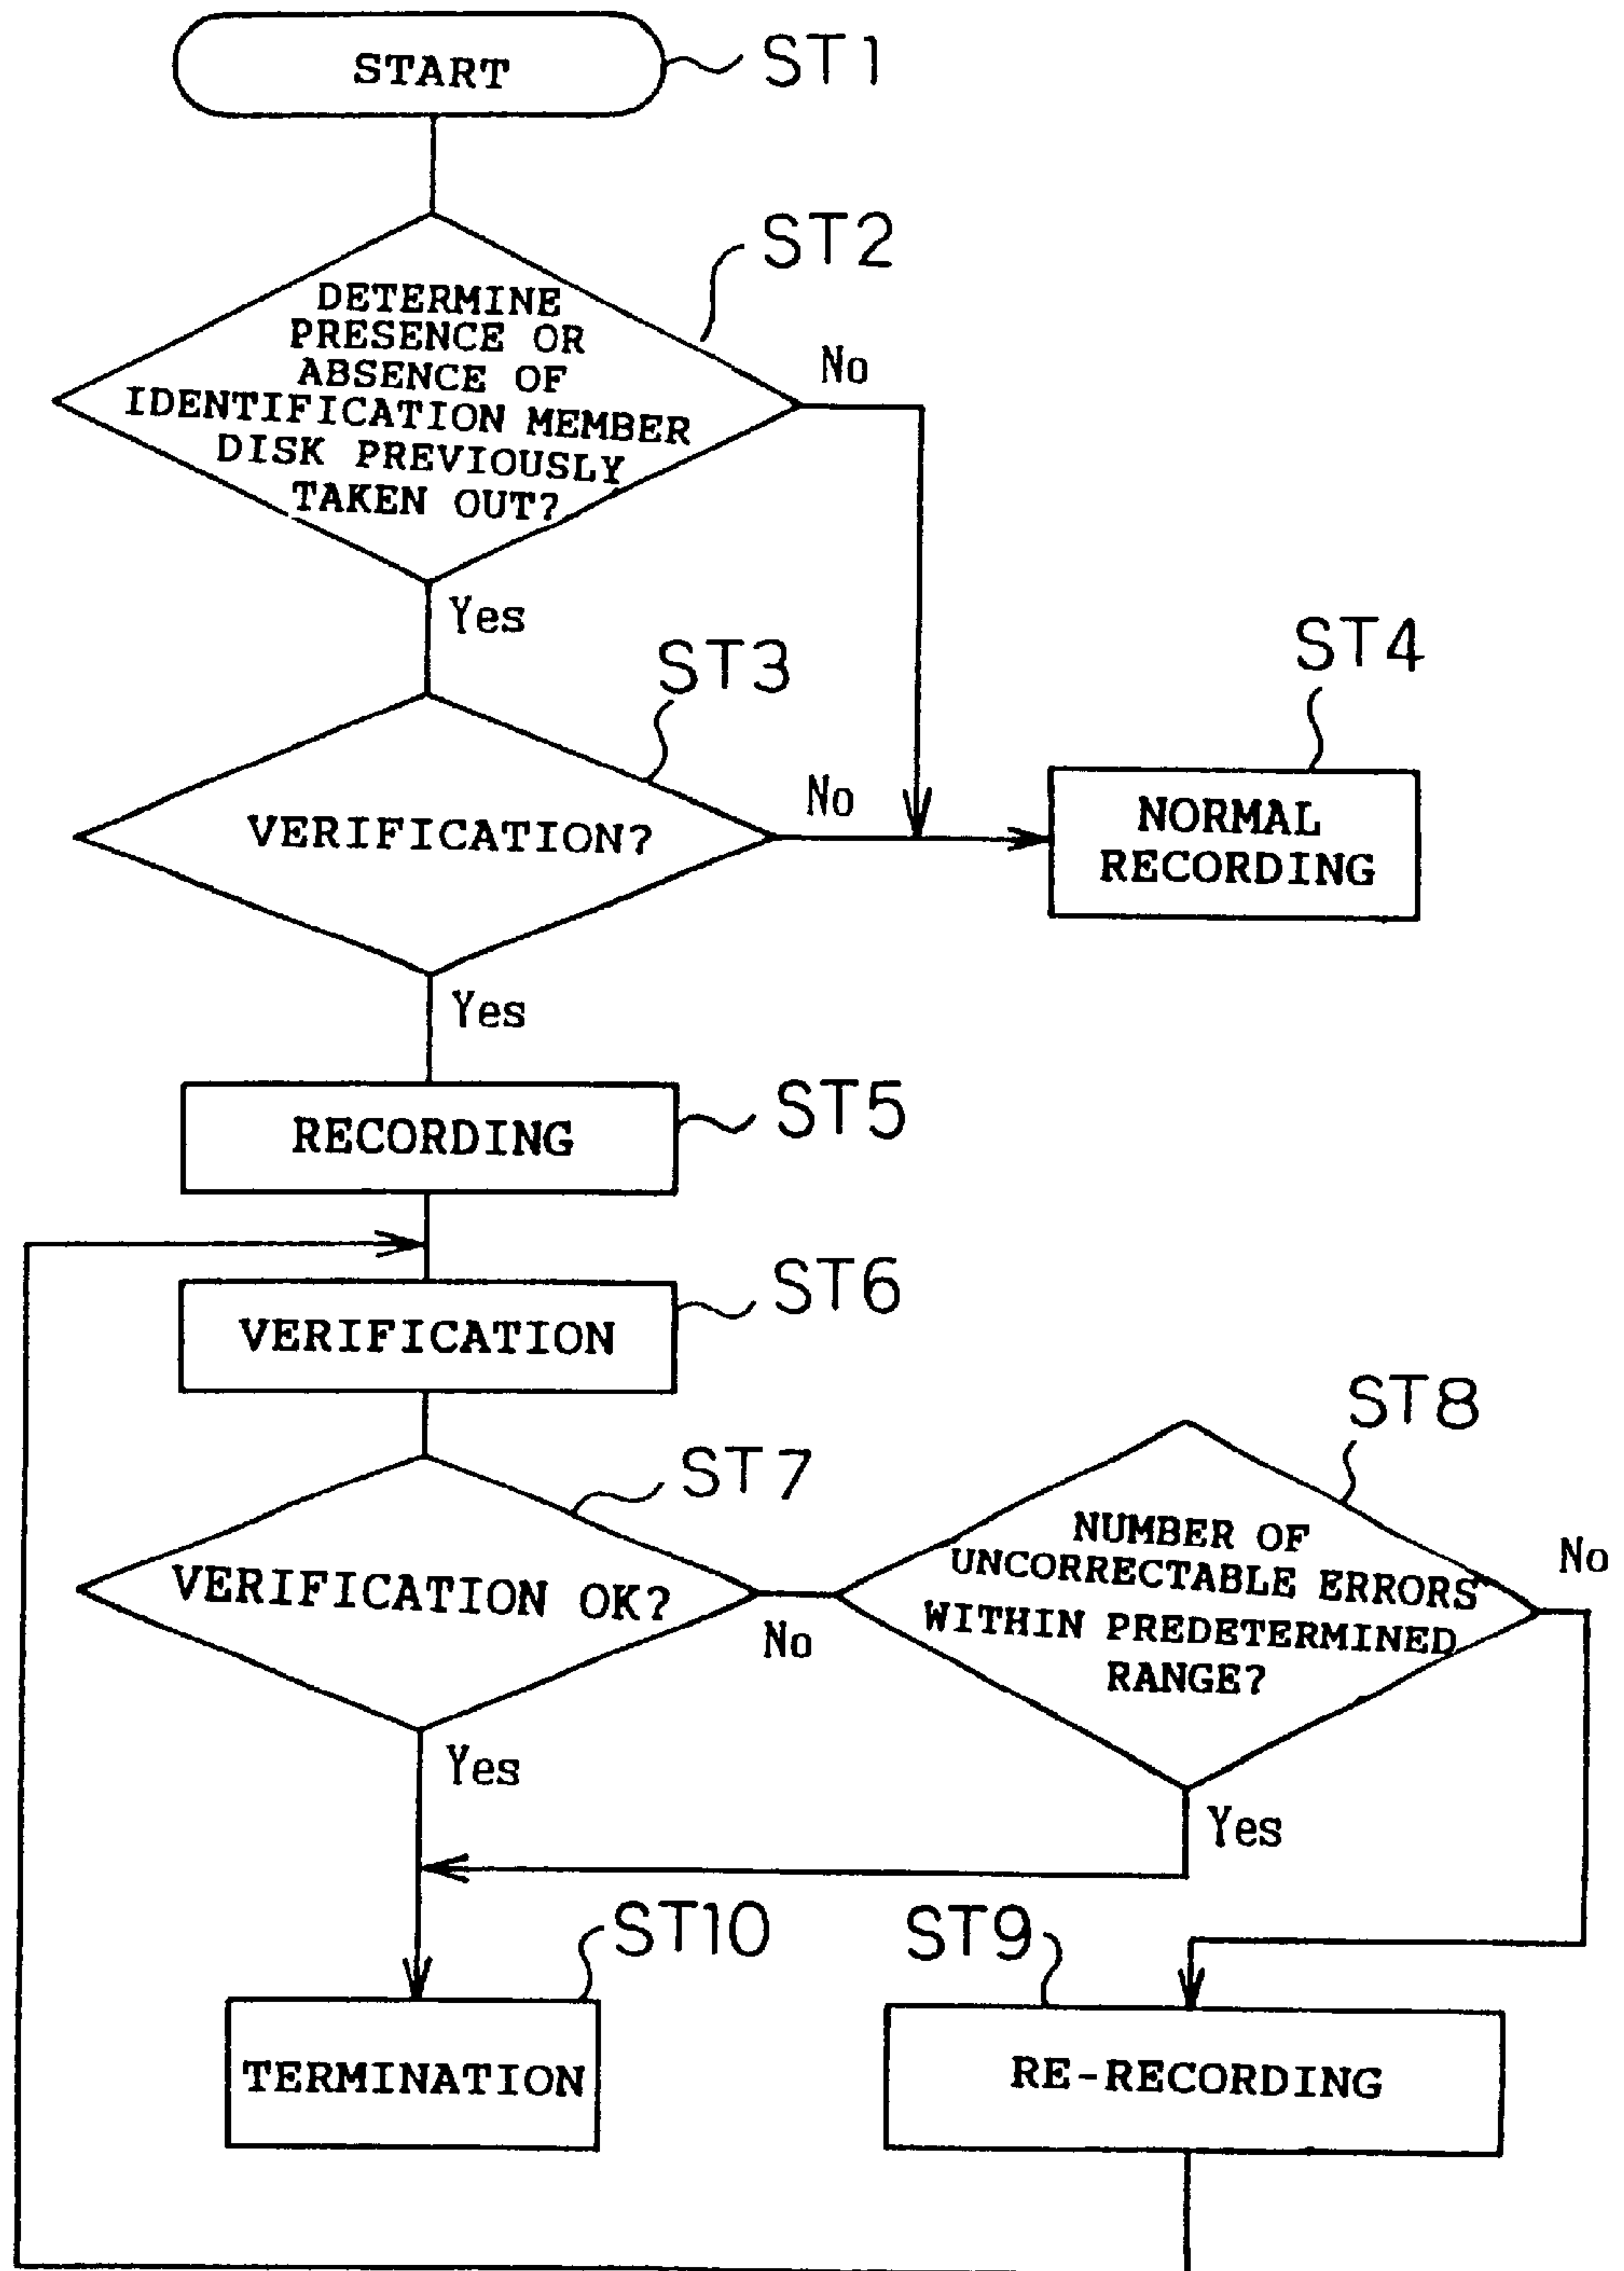 START
ST1
ST2
DETERMINE
PRESENCE OR
ABSENCE OF
IDENTIFICATION MEMBER
DISK PREVIOUSLY
TAKEN OUT?
No
Yes
ST3
VERIFICATION?
No
ST4
NORMAL
RECORDING
Yes
RECORDING
ST5
VERIFICATION
ST6
ST7
VERIFICATION OK?
No
ST8
NUMBER OF
UNCORRECTABLE ERRORS
WITHIN PREDETERMINED
RANGE?
No
Yes
Yes
ST10
TERMINATION
ST9
RE-RECORDING